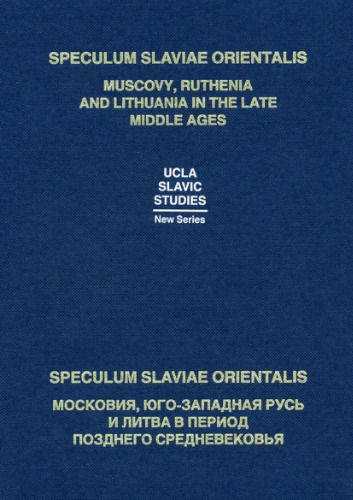 SPECULUM SLAVIAE ORIENTALIS
MUSCOVY, RUTHENIA
AND LITHUANIA IN THE LATE
MIDDLE AGES
UCLA
SLAVIC
STUDIES
New Series
SPECULUM SLAVIAE ORIENTALIS
МОСКОВИЯ, ЮГО-ЗАПАДНАЯ РУСЬ
И ЛИТВА В ПЕРИОД
ПОЗДНЕГО СРЕДНЕВЕКОВЬЯ